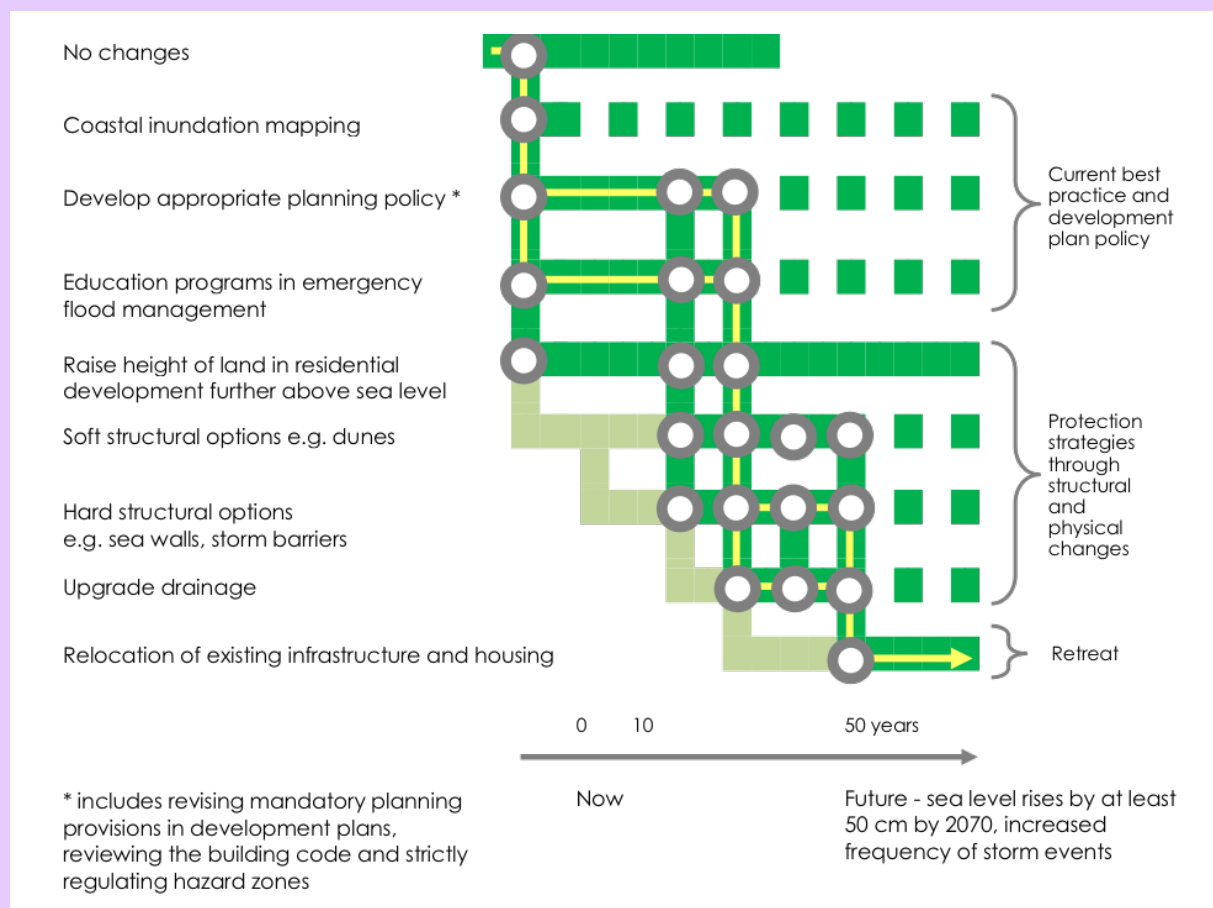 No changes
Coastal inundation mapping
Develop appropriate planning policy *
Education programs in emergency
flood management
Raise height of land in residential
development further above sea level
Soft structural options e.g. dunes
Hard structural options
e.g. sea walls, storm barriers
Upgrade drainage
Relocation of existing infrastructure and housing
Current best
practice and
development
plan policy
Protection
strategies
through
structural
and
physical
changes
Retreat
0 10 50 years
Now
Future - sea level rises by at least
50 cm by 2070, increased
frequency of storm events
* includes revising mandatory planning
provisions in development plans,
reviewing the building code and strictly
regulating hazard zones